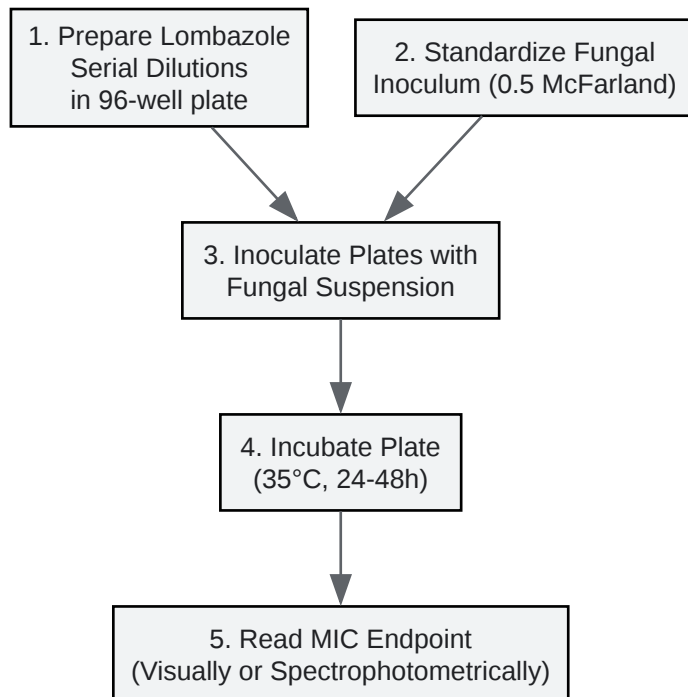 1. Prepare Lombazole
Serial Dilutions
in 96-well plate
2. Standardize Fungal
Inoculum (0.5 McFarland)
3. Inoculate Plates with
Fungal Suspension
4. Incubate Plate
(35°C, 24-48h)
5. Read MIC Endpoint
(Visually or Spectrophotometrically)